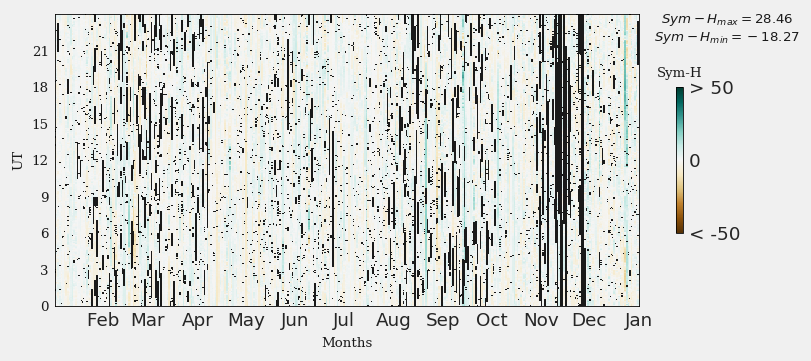 Sym-H_max = 28.46
Sym-H_min = -18.27
Sym-H
> 50
0
< -50
21
18
15
12
9
6
3
0
UT
Feb Mar Apr May Jun Jul Aug Sep Oct Nov Dec Jan
Months